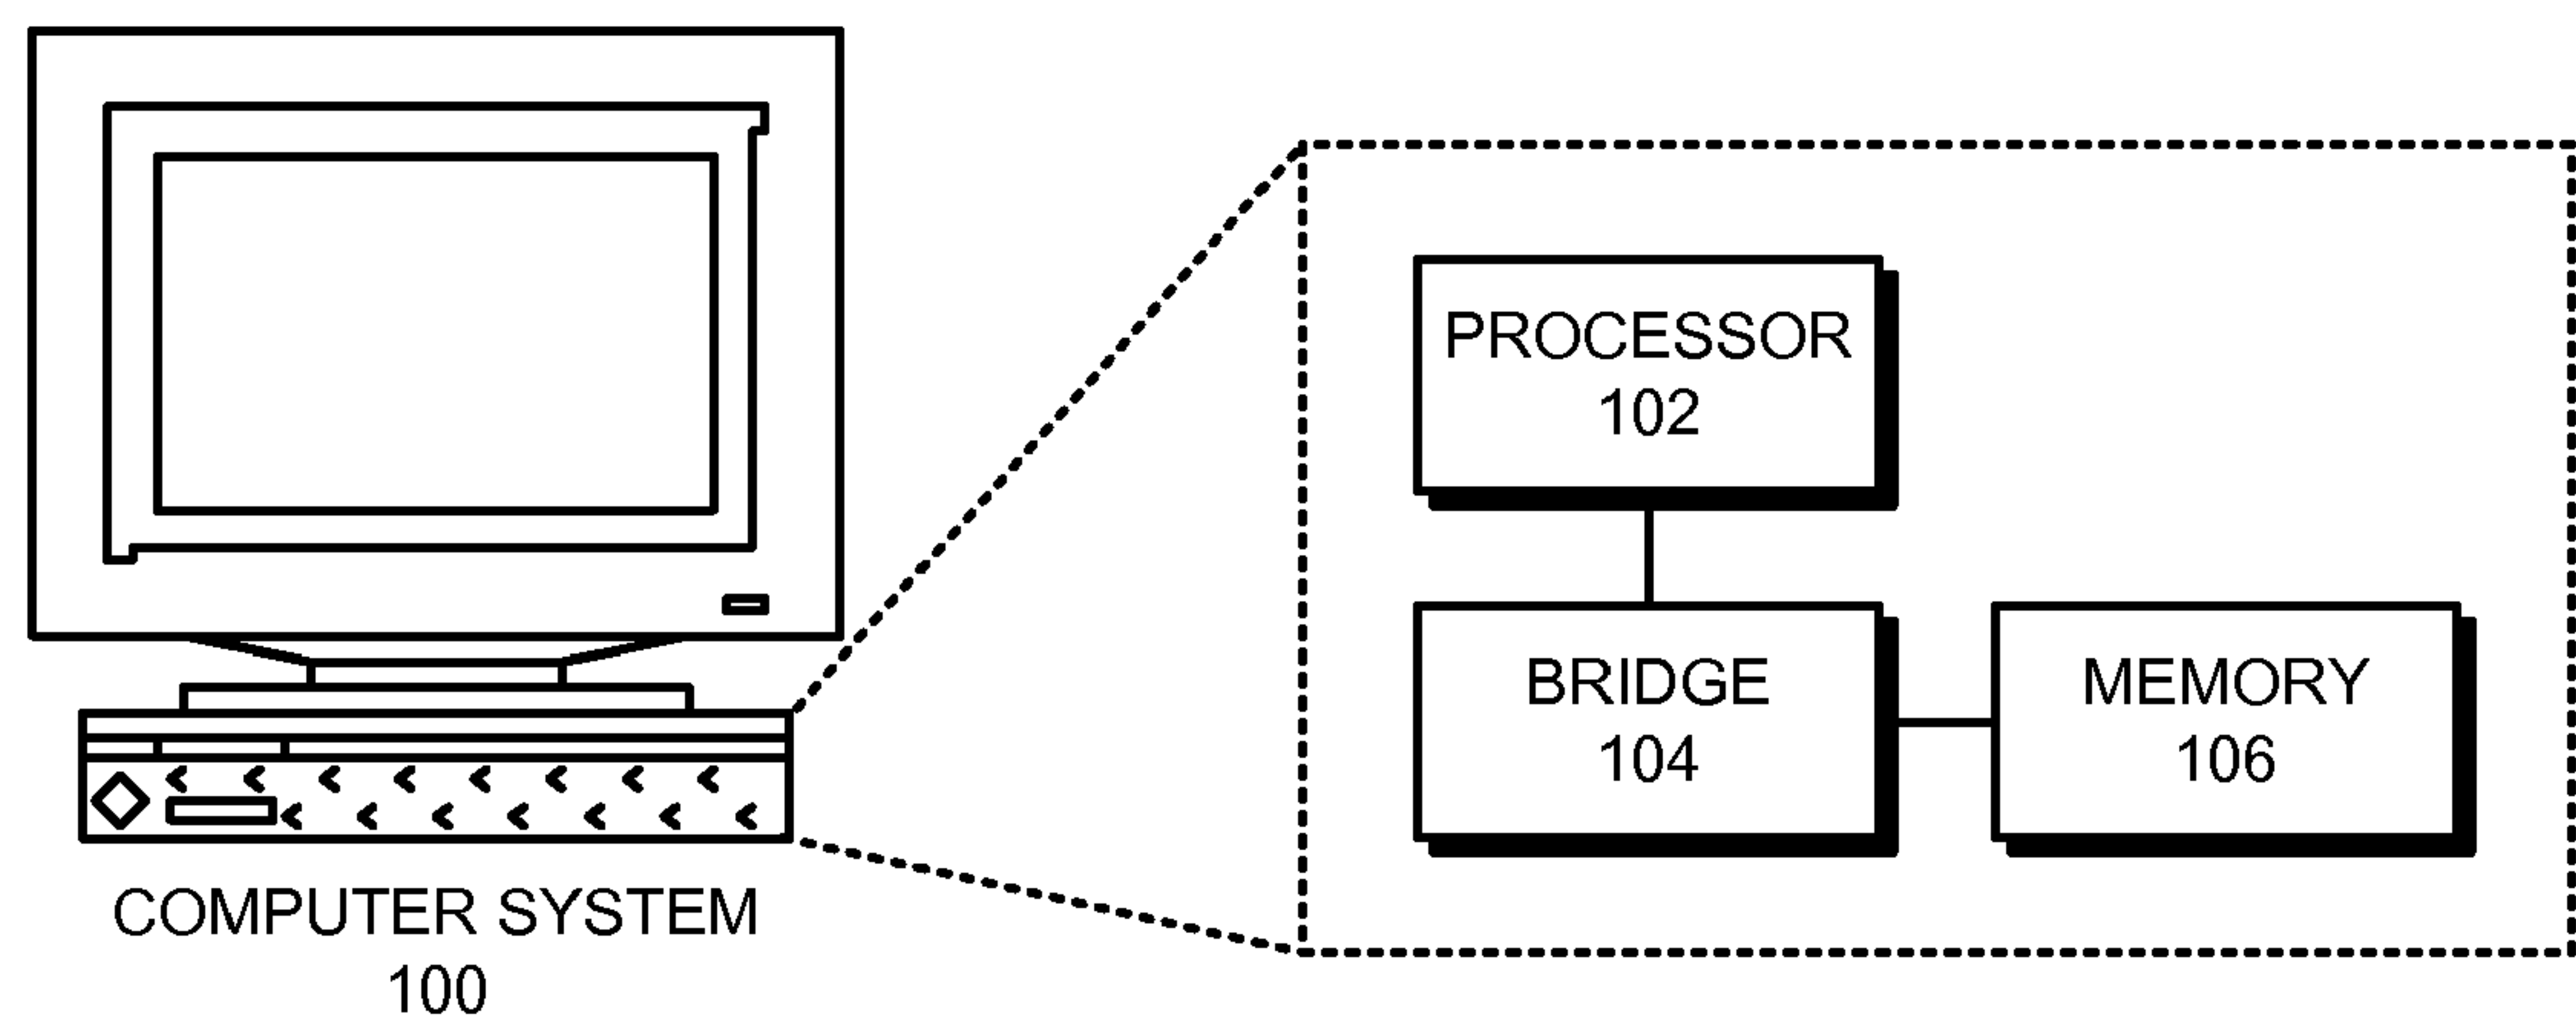 PROCESSOR
102
BRIDGE
104
MEMORY
106
COMPUTER SYSTEM
100